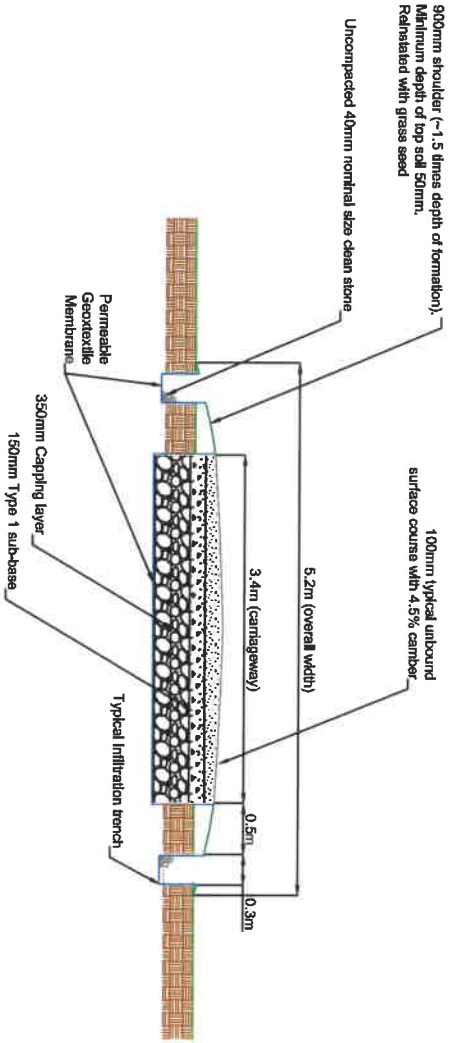 900mm shoulder (~1.5 times depth of formation).
Minimum depth of top soil 50mm.
Reinstated with grass seed
Uncompacted 40mm nominal size clean stone
100mm typical unbound
surface course with 4.5% camber
5.2m (overall width)
3.4m (carriageway)
0.5m
0.3m
Permeable
Geoxtextile
Membrane
350mm Capping layer
150mm Type 1 sub-base
Typical Infiltration trench